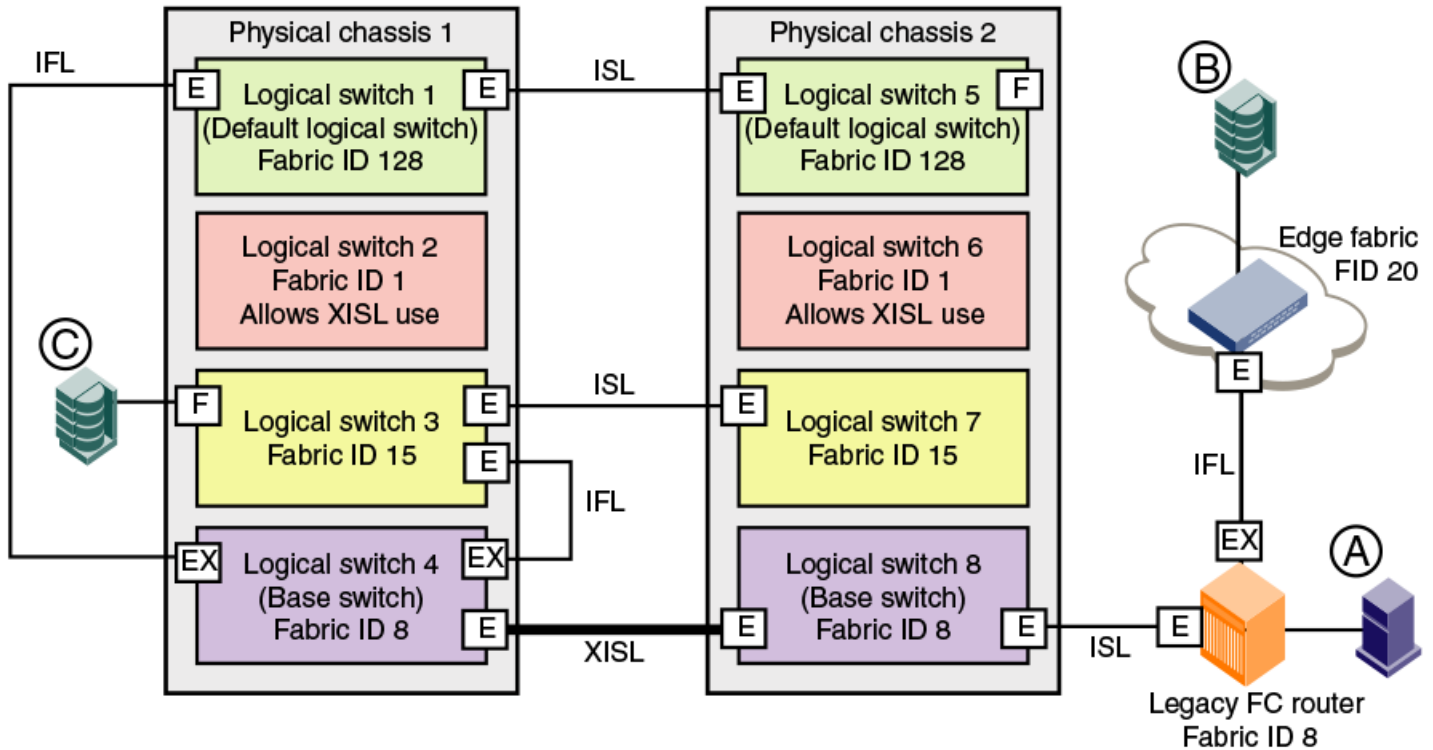 Physical chassis 1
Physical chassis 2
IFL
E
Logical switch 1
(Default logical switch)
Fabric ID 128
E
ISL
E
Logical switch 5
(Default logical switch)
Fabric ID 128
F
B
Logical switch 2
Fabric ID 1
Allows XISL use
Logical switch 6
Fabric ID 1
Allows XISL use
Edge fabric
FID 20
E
C
F
Logical switch 3
Fabric ID 15
E
E
ISL
E
Logical switch 7
Fabric ID 15
IFL
IFL
EX
Logical switch 4
(Base switch)
Fabric ID 8
EX
E
XISL
E
Logical switch 8
(Base switch)
Fabric ID 8
E
ISL
E
EX
A
Legacy FC router
Fabric ID 8